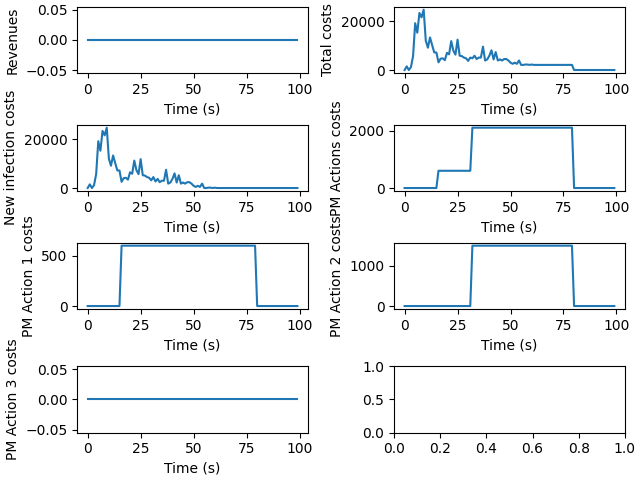 Revenues
0.05
0.00
−0.05
0 25 50 75 100
Time (s)
Total costs
20000
0
0 25 50 75 100
Time (s)
New infection costs
20000
0
0 25 50 75 100
Time (s)
PM Actions costs
2000
0
0 25 50 75 100
Time (s)
PM Action 1 costs
500
0
0 25 50 75 100
Time (s)
PM Action 2 costs
1000
0
0 25 50 75 100
Time (s)
PM Action 3 costs
0.05
0.00
−0.05
0 25 50 75 100
Time (s)
1.0
0.5
0.0
0.0 0.2 0.4 0.6 0.8 1.0